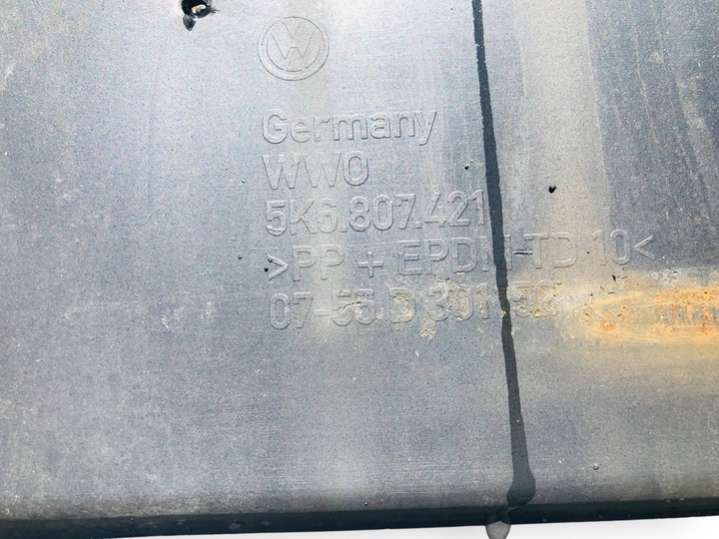 Germany
WWO
5K6.807.421
>PP + EPDM-TD 10<
07-55.D 301